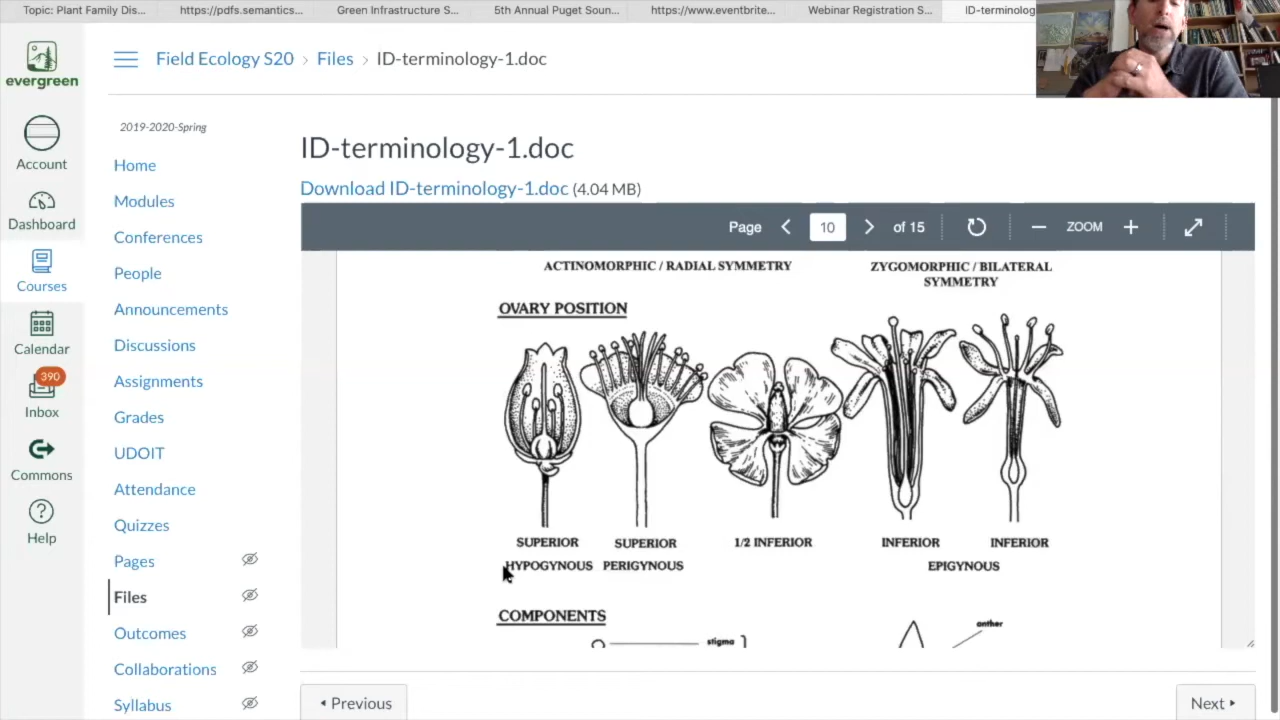 Topic: Plant Family Dis...
https://pdfs.semantics...
Green Infrastructure S...
5th Annual Puget Soun...
https://www.eventbrite...
Webinar Registration S...
ID-terminolog
evergreen
Field Ecology S20 > Files > ID-terminology-1.doc
Account
Dashboard
Courses
Calendar
390
Inbox
Commons
Help
2019-2020-Spring
Home
Modules
Conferences
People
Announcements
Discussions
Assignments
Grades
UDOIT
Attendance
Quizzes
Pages
Files
Outcomes
Collaborations
Syllabus
ID-terminology-1.doc
Download ID-terminology-1.doc (4.04 MB)
Page < 10 > of 15 − ZOOM +
ACTINOMORPHIC / RADIAL SYMMETRY
ZYGOMORPHIC / BILATERAL
SYMMETRY
OVARY POSITION
SUPERIOR SUPERIOR 1/2 INFERIOR INFERIOR INFERIOR
HYPOGYNOUS PERIGYNOUS EPIGYNOUS
COMPONENTS
stigma
anther
Previous
Next